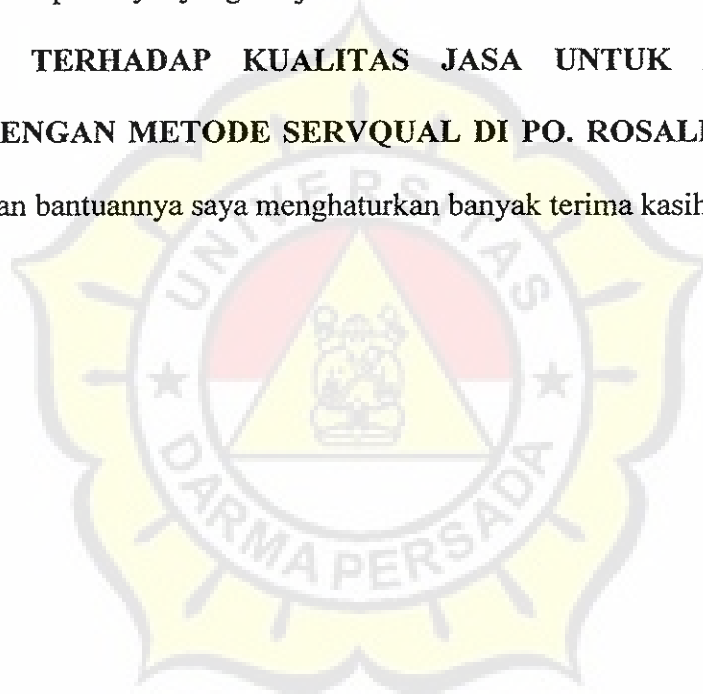 TERHADAP KUALITAS JASA UNTUK
ENGAN METODE SERVQUAL DI PO. ROSAL
an bantuannya saya menghaturkan banyak terima kasih
UNIVERSITAS
DARMA PERSADA